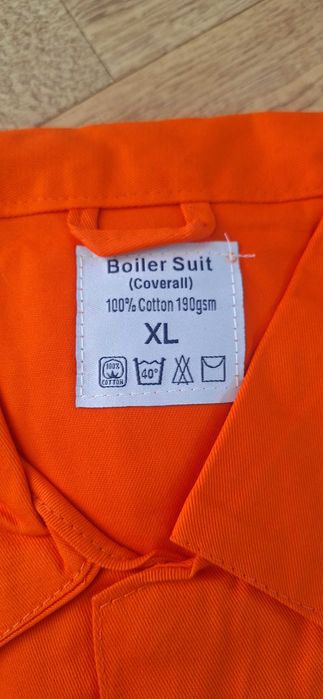 Boiler Suit
(Coverall)
100% Cotton 190gsm
XL
100%
COTTON
40°